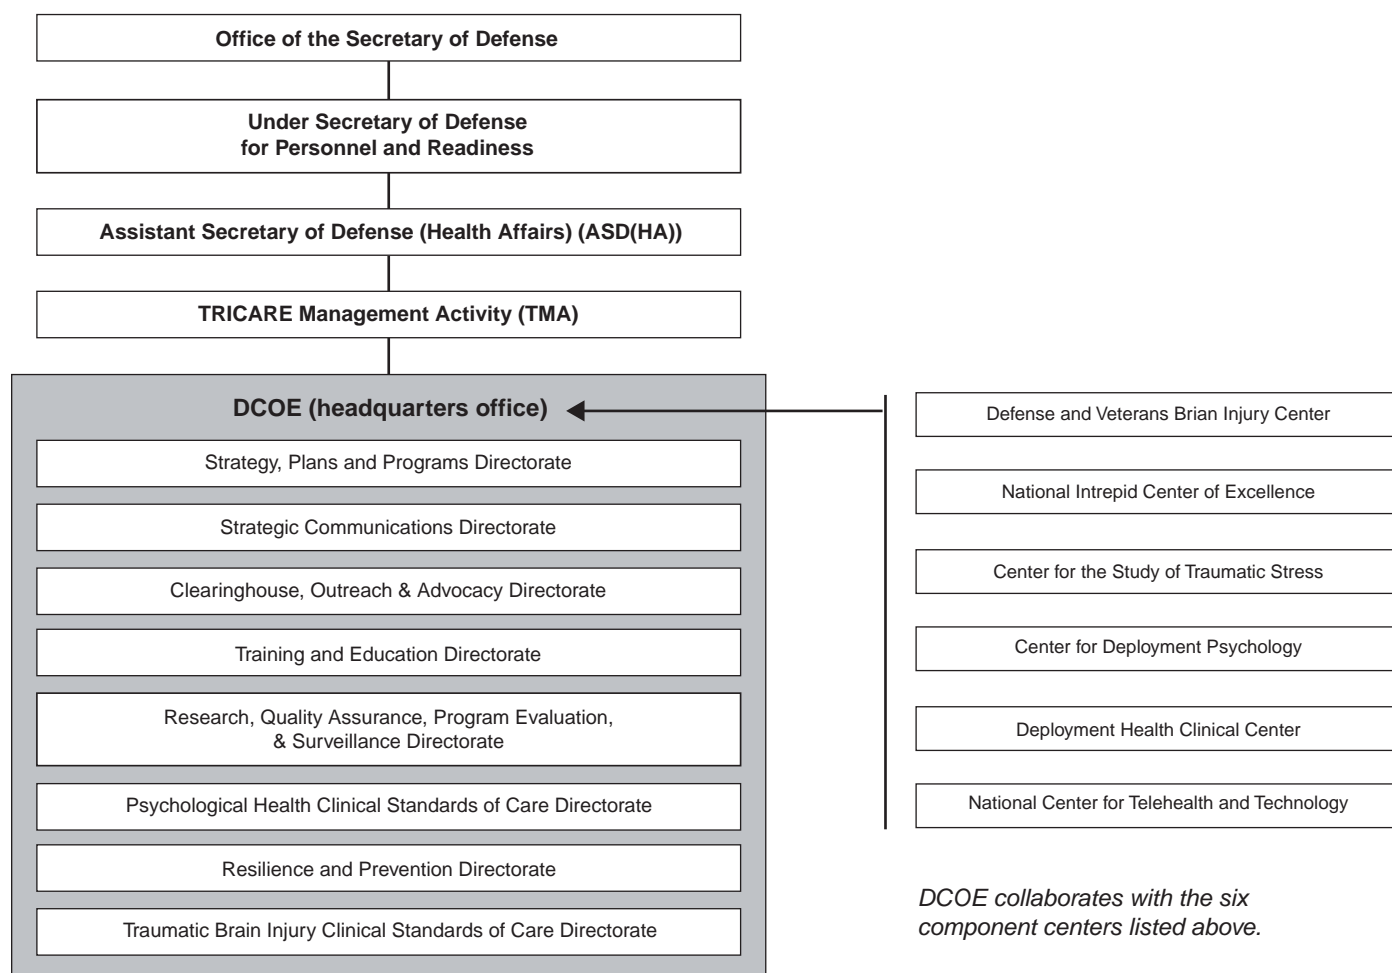 Office of the Secretary of Defense
Under Secretary of Defense
for Personnel and Readiness
Assistant Secretary of Defense (Health Affairs) (ASD(HA))
TRICARE Management Activity (TMA)
DCOE (headquarters office)
Strategy, Plans and Programs Directorate
Strategic Communications Directorate
Clearinghouse, Outreach & Advocacy Directorate
Training and Education Directorate
Research, Quality Assurance, Program Evaluation,
& Surveillance Directorate
Psychological Health Clinical Standards of Care Directorate
Resilience and Prevention Directorate
Traumatic Brain Injury Clinical Standards of Care Directorate
Defense and Veterans Brian Injury Center
National Intrepid Center of Excellence
Center for the Study of Traumatic Stress
Center for Deployment Psychology
Deployment Health Clinical Center
National Center for Telehealth and Technology
DCOE collaborates with the six
component centers listed above.